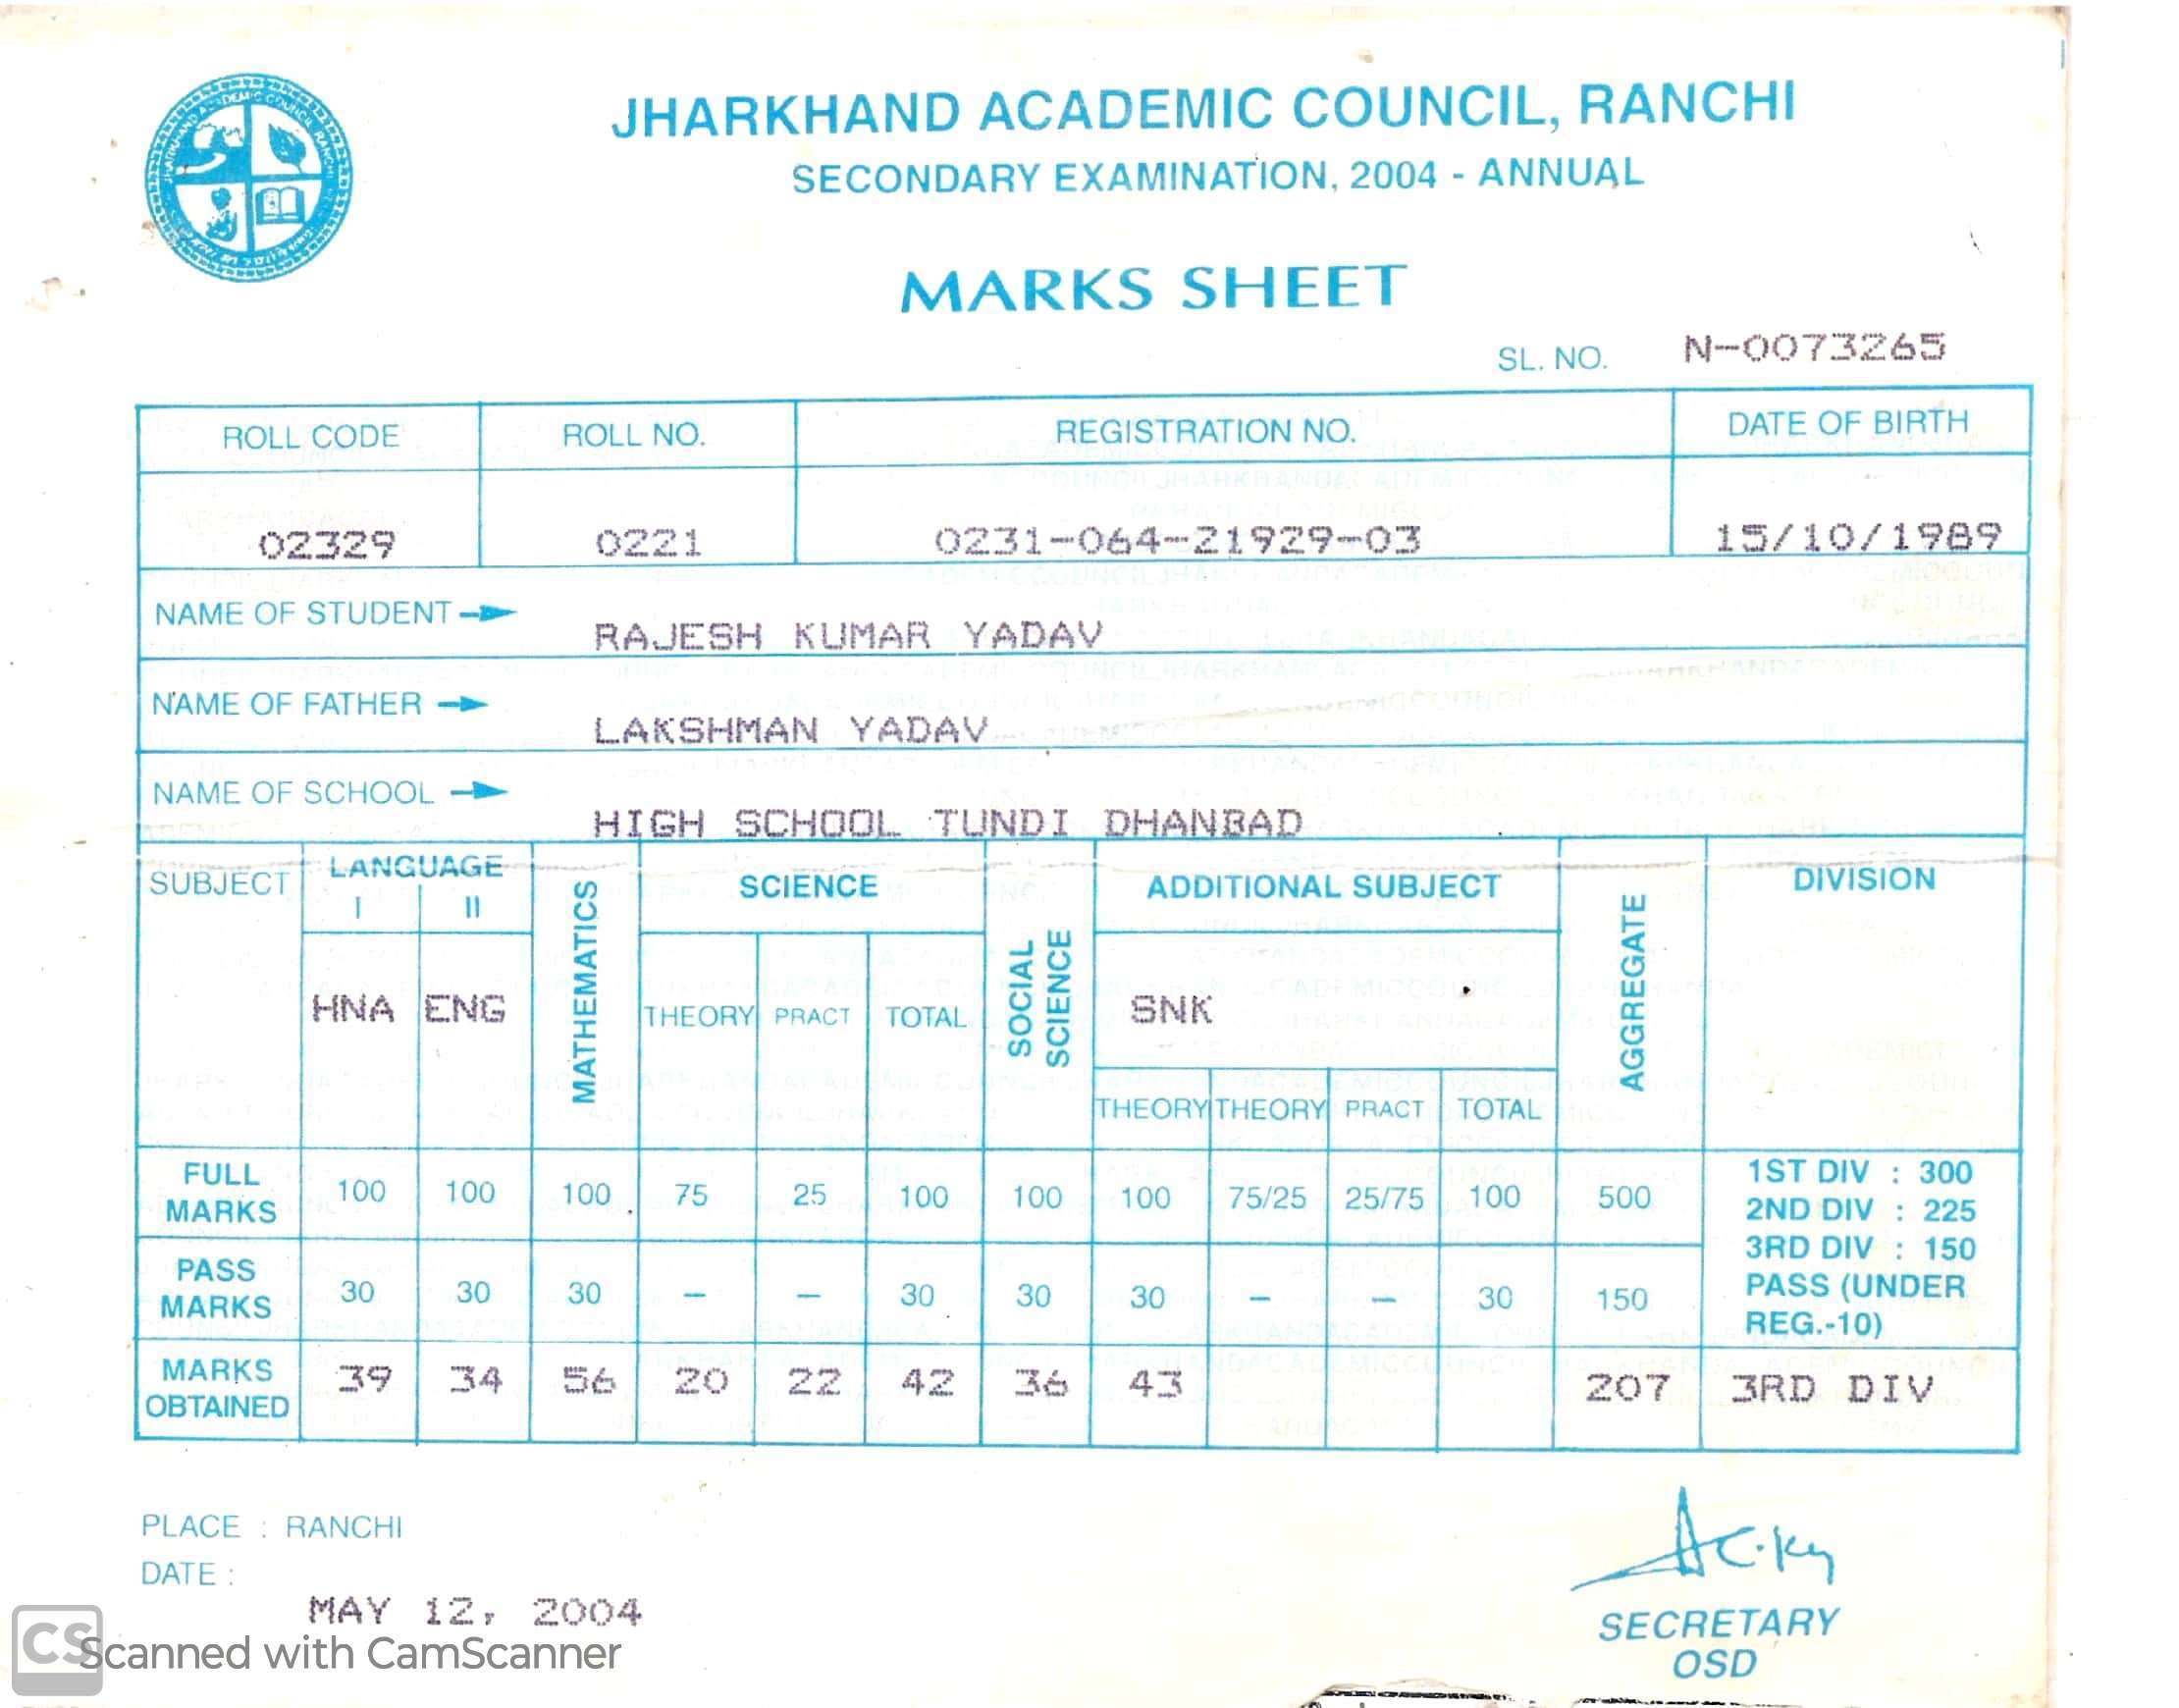 JHARKHAND ACADEMIC COUNCIL, RANCHI
SECONDARY EXAMINATION, 2004 - ANNUAL
MARKS SHEET
SL. NO. N-0073265
ROLL CODE ROLL NO. REGISTRATION NO. DATE OF BIRTH
02329 0221 0231-064-21929-03 15/10/1989
NAME OF STUDENT
RAJESH KUMAR YADAV
NAME OF FATHER
LAKSHMAN YADAV
NAME OF SCHOOL
HIGH SCHOOL TUNDI DHANBAD
SUBJECT LANGUAGE MATHEMATICS SCIENCE SOCIAL SCIENCE ADDITIONAL SUBJECT AGGREGATE DIVISION
I II
HNA ENG THEORY PRACT TOTAL SNK
THEORY THEORY PRACT TOTAL
FULL MARKS 100 100 100 75 25 100 100 100 75/25 25/75 100 500
1ST DIV : 300
2ND DIV : 225
3RD DIV : 150
PASS (UNDER
REG.-10)
PASS MARKS 30 30 30 – – 30 30 30 – – 30 150
MARKS OBTAINED 39 34 56 20 22 42 36 43 207 3RD DIV
PLACE : RANCHI
DATE :
MAY 12, 2004
SECRETARY
OSD
CS Scanned with CamScanner